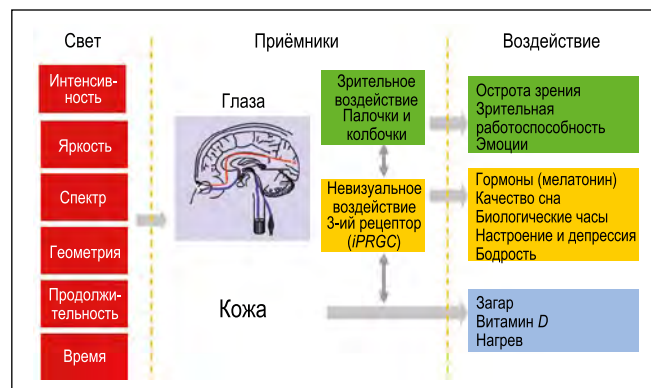 Свет
Интенсив-
ность
Яркость
Спектр
Геометрия
Продолжи-
тельность
Время
Приёмники
Глаза
Зрительное
воздействие
Палочки и
колбочки
Невизуальное
воздействие
3-ий рецептор
(iPRGC)
Кожа
Воздействие
Острота зрения
Зрительная
работоспособность
Эмоции
Гормоны (мелатонин)
Качество сна
Биологические часы
Настроение и депрессия
Бодрость
Загар
Витамин D
Нагрев